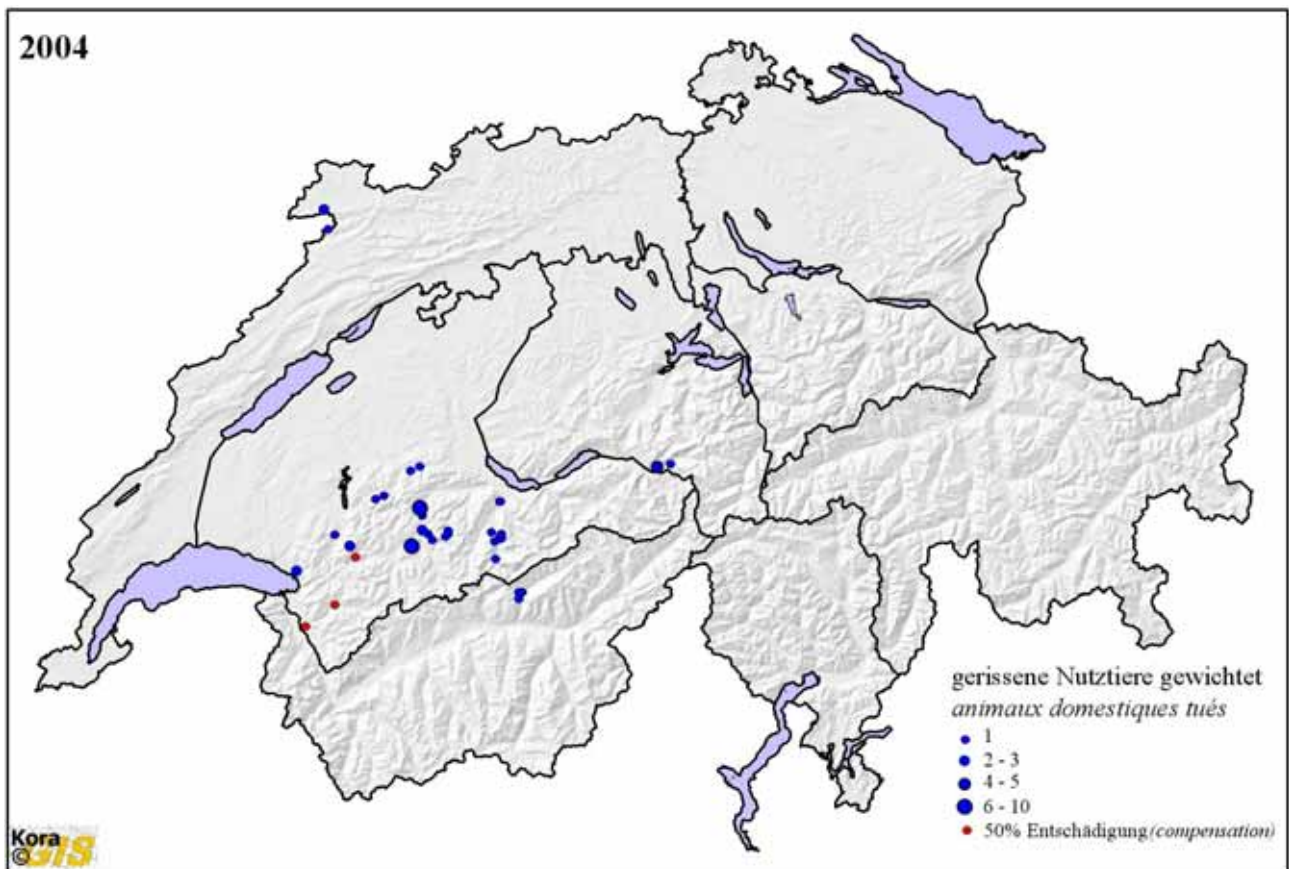 2004
gerissene Nutztiere gewichtet
animaux domestiques tués
1
2 - 3
4 - 5
6 - 10
50% Entschädigung(compensation)
Kora
© GIS